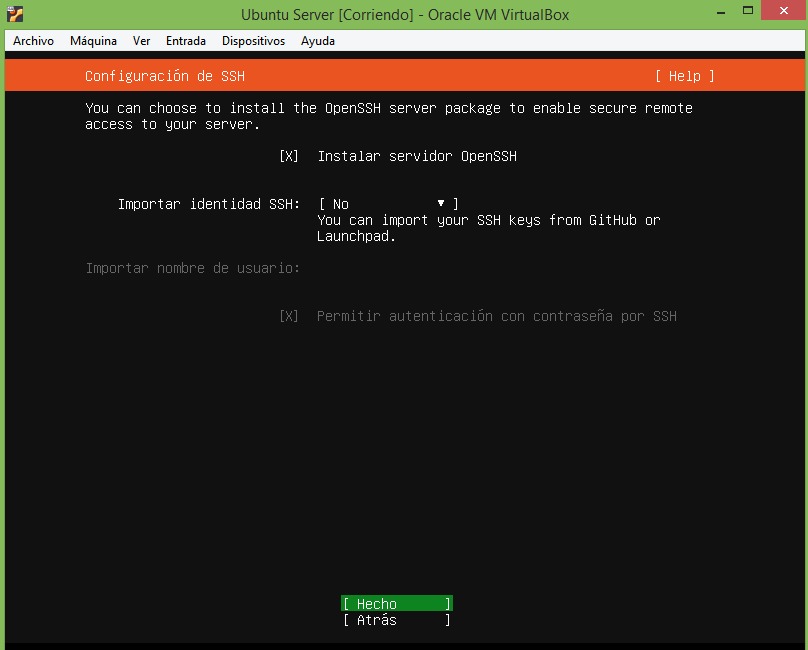 Ubuntu Server [Corriendo] - Oracle VM VirtualBox
Archivo Máquina Ver Entrada Dispositivos Ayuda
Configuración de SSH [ Help ]
You can choose to install the OpenSSH server package to enable secure remote
access to your server.
[X] Instalar servidor OpenSSH
Importar identidad SSH: [ No ▾ ]
You can import your SSH keys from GitHub or
Launchpad.
Importar nombre de usuario:
[X] Permitir autenticación con contraseña por SSH
[ Hecho ]
[ Atrás ]